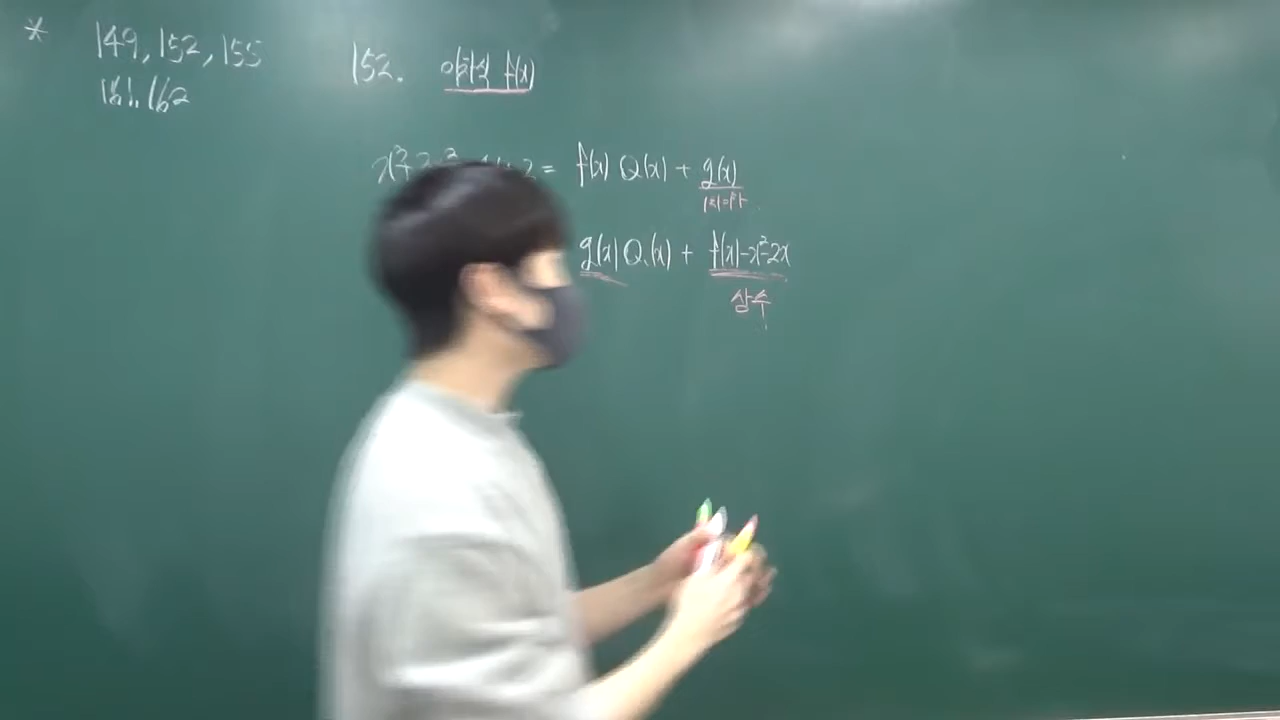 * 149, 152, 155
161, 162
152. 이차식 f(x)
= f(x) Q(x) + g(x)
g(x) Q(x) + f(x)-x²-2x
상수